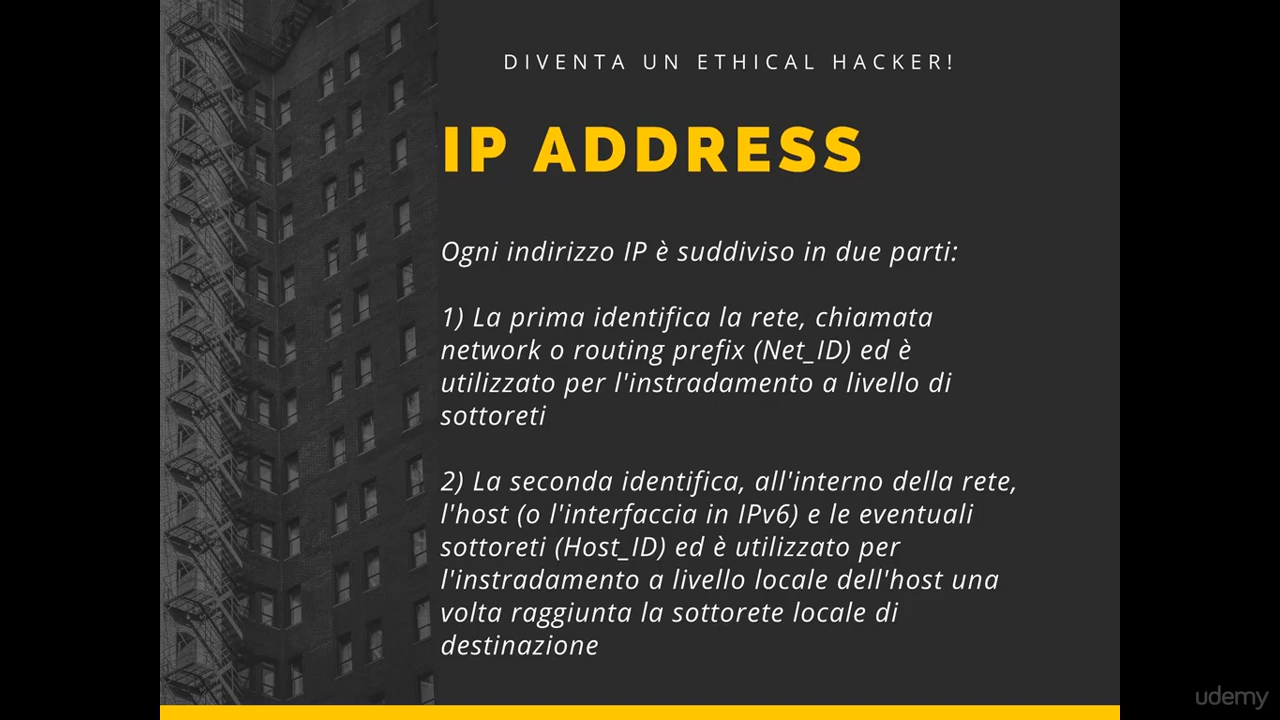 DIVENTA UN ETHICAL HACKER!
IP ADDRESS
Ogni indirizzo IP è suddiviso in due parti:
1) La prima identifica la rete, chiamata
network o routing prefix (Net_ID) ed è
utilizzato per l'instradamento a livello di
sottoreti
2) La seconda identifica, all'interno della rete,
l'host (o l'interfaccia in IPv6) e le eventuali
sottoreti (Host_ID) ed è utilizzato per
l'instradamento a livello locale dell'host una
volta raggiunta la sottorete locale di
destinazione
udemy